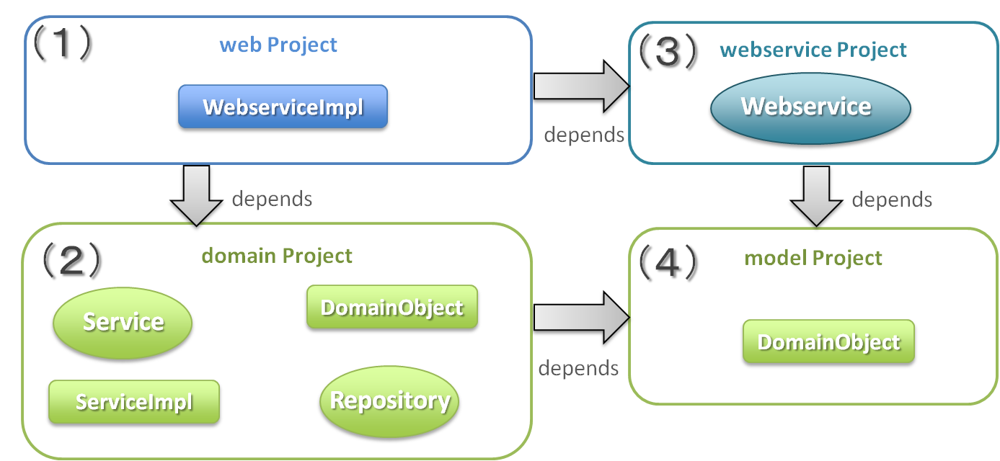 (1)
web Project
WebserviceImpl
depends
(3)
webservice Project
Webservice
depends
depends
(2)
domain Project
Service
DomainObject
ServiceImpl
Repository
depends
(4)
model Project
DomainObject